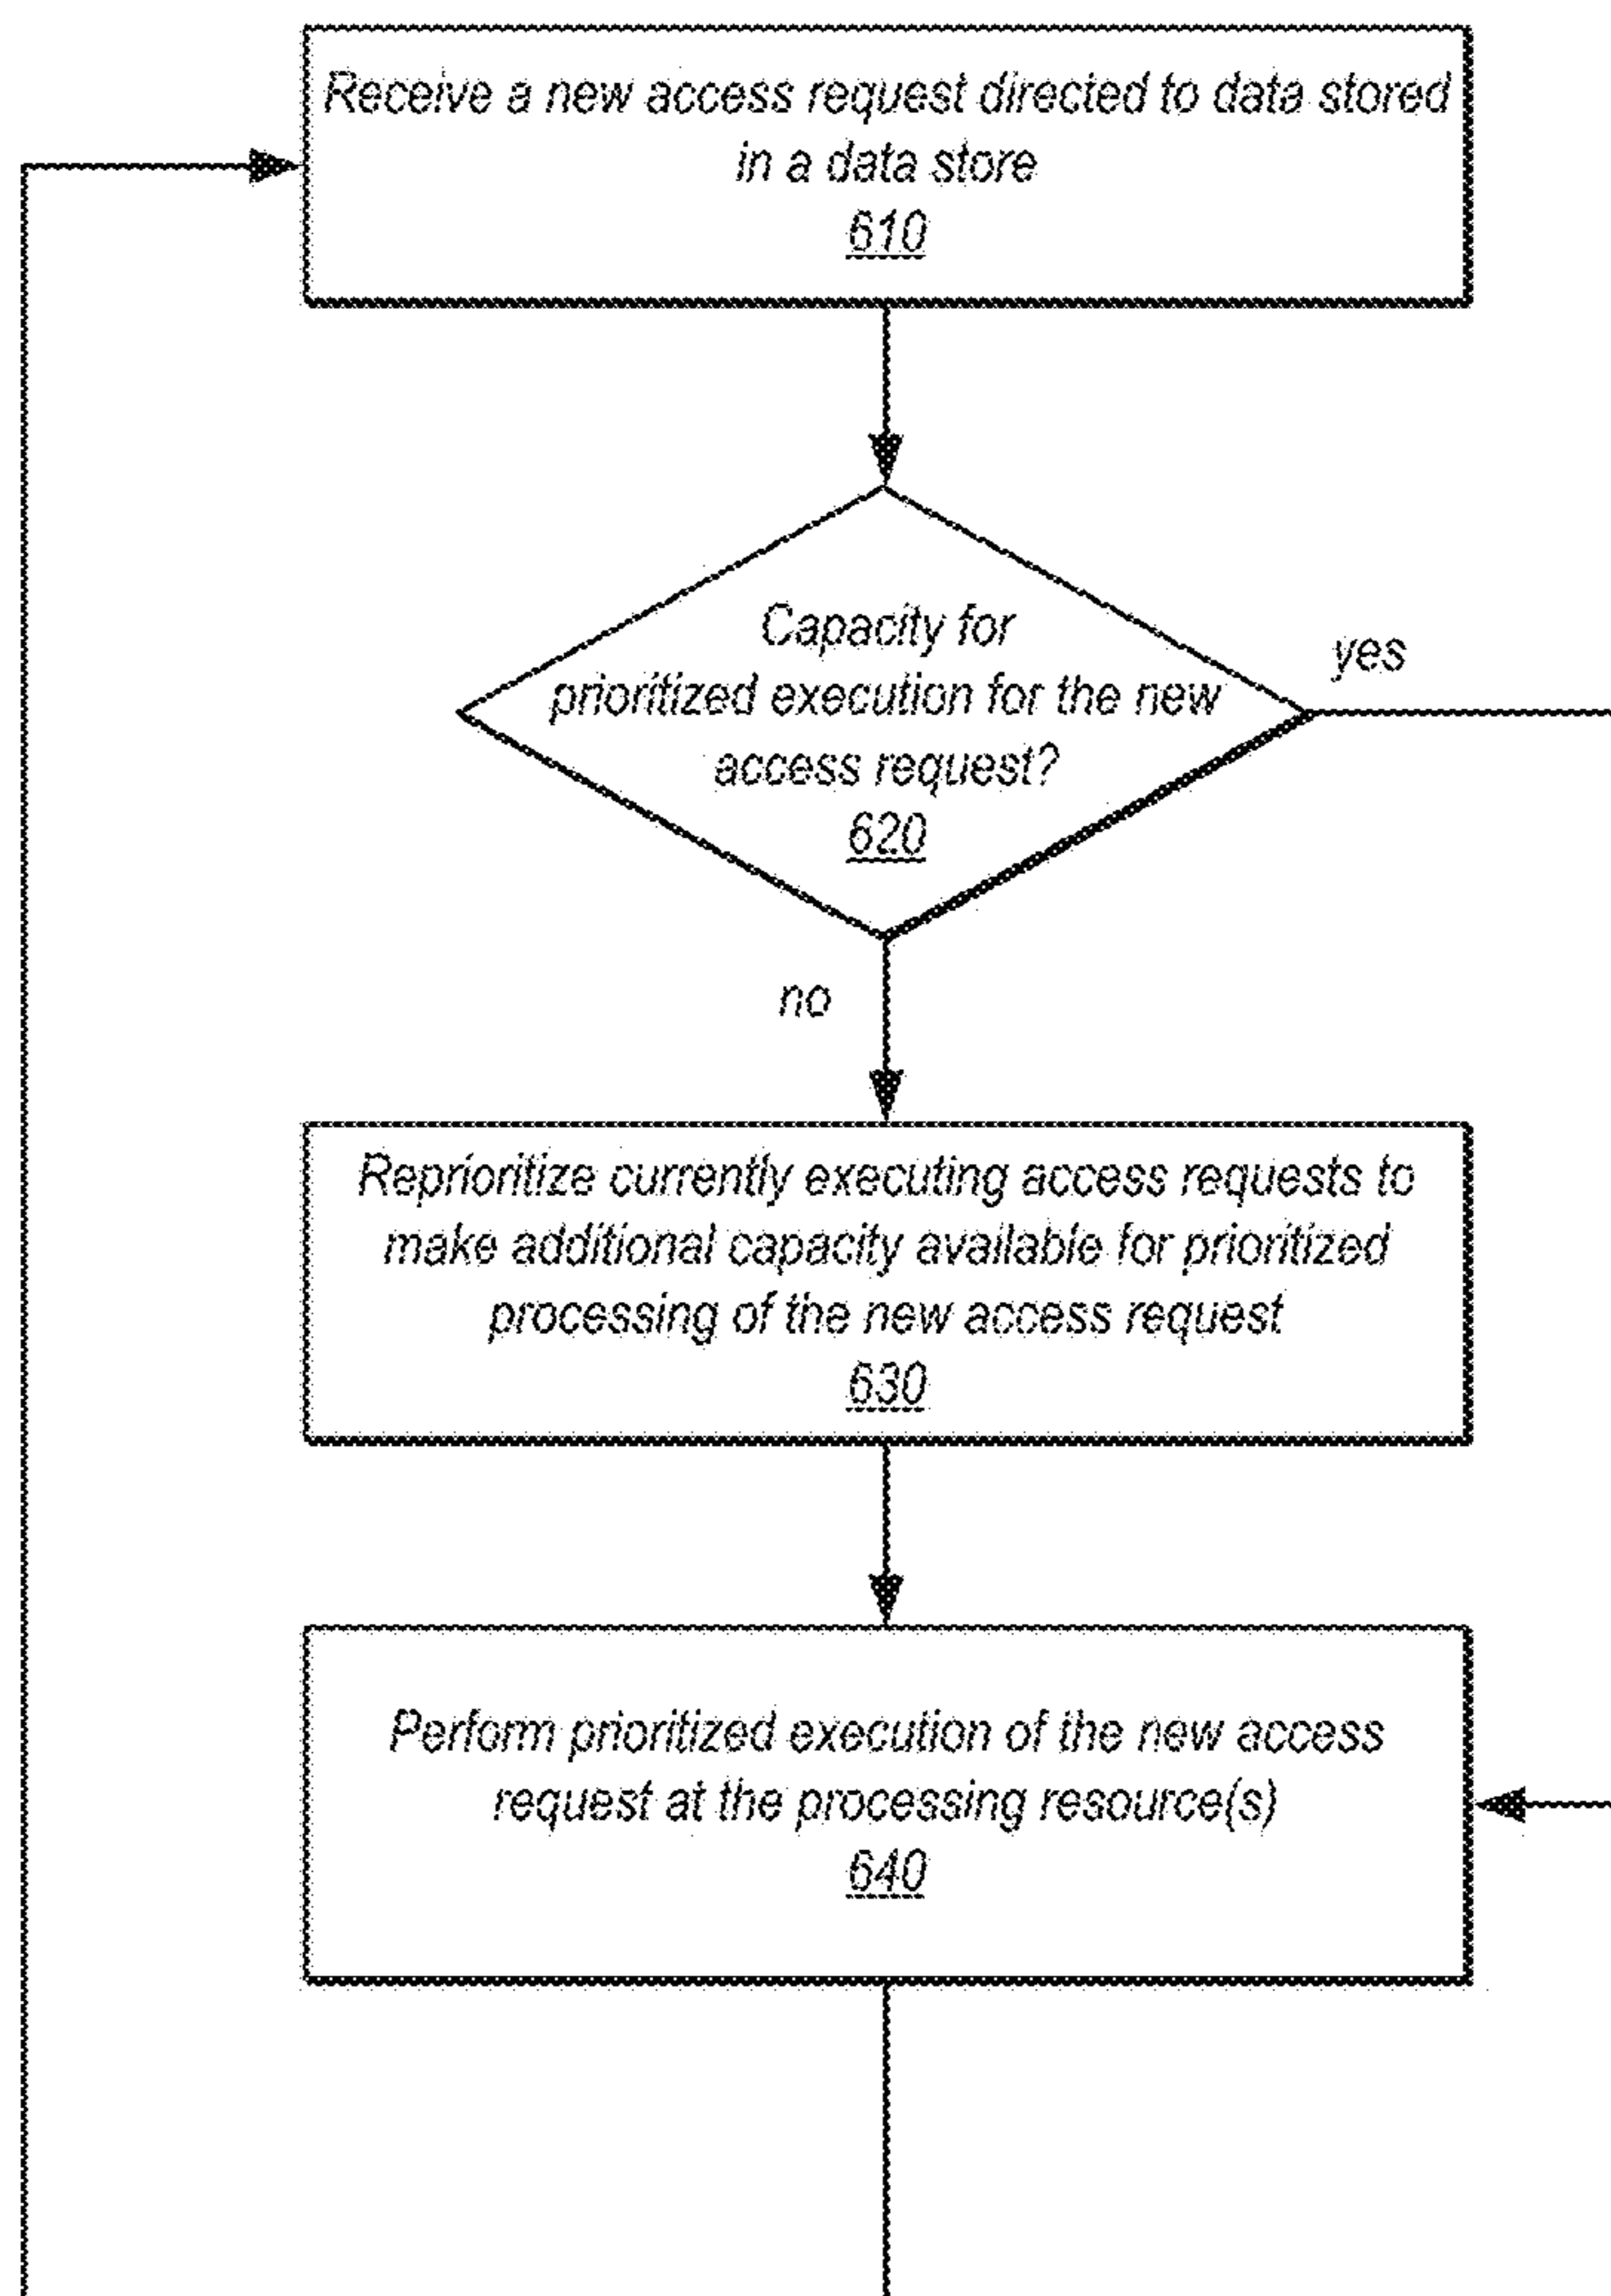 Receive a new access request directed to data stored
in a data store
610
Capacity for
prioritized execution for the new
access request?
620
yes
no
Reprioritize currently executing access requests to
make additional capacity available for prioritized
processing of the new access request
630
Perform prioritized execution of the new access
request at the processing resource(s)
640